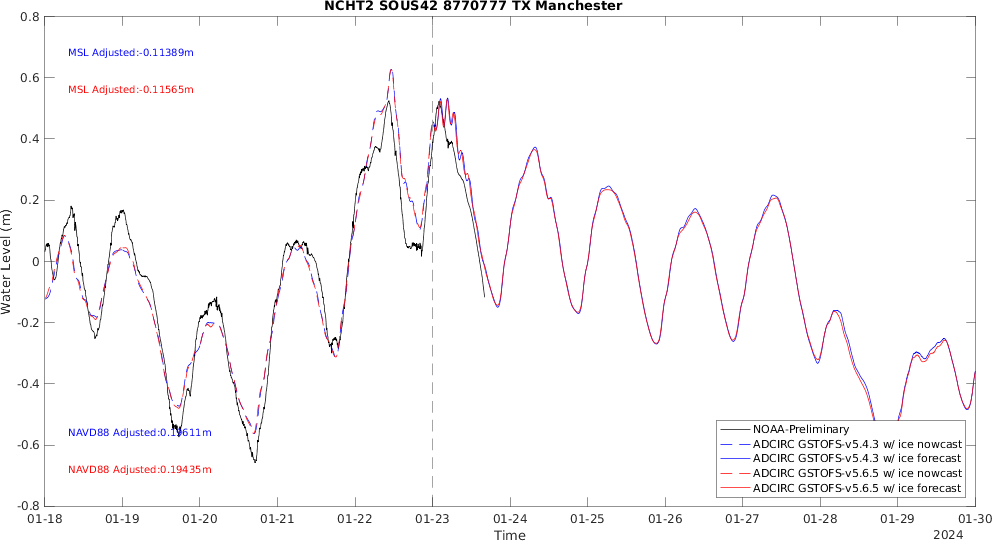 NCHT2 SOUS42 8770777 TX Manchester
MSL Adjusted:-0.11389m
MSL Adjusted:-0.11565m
NAVD88 Adjusted:0.19611m
NAVD88 Adjusted:0.19435m
Water Level (m)
0.8
0.6
0.4
0.2
0
-0.2
-0.4
-0.6
-0.8
NOAA-Preliminary
ADCIRC GSTOFS-v5.4.3 w/ ice nowcast
ADCIRC GSTOFS-v5.4.3 w/ ice forecast
ADCIRC GSTOFS-v5.6.5 w/ ice nowcast
ADCIRC GSTOFS-v5.6.5 w/ ice forecast
01-18 01-19 01-20 01-21 01-22 01-23 01-24 01-25 01-26 01-27 01-28 01-29 01-30
Time
2024